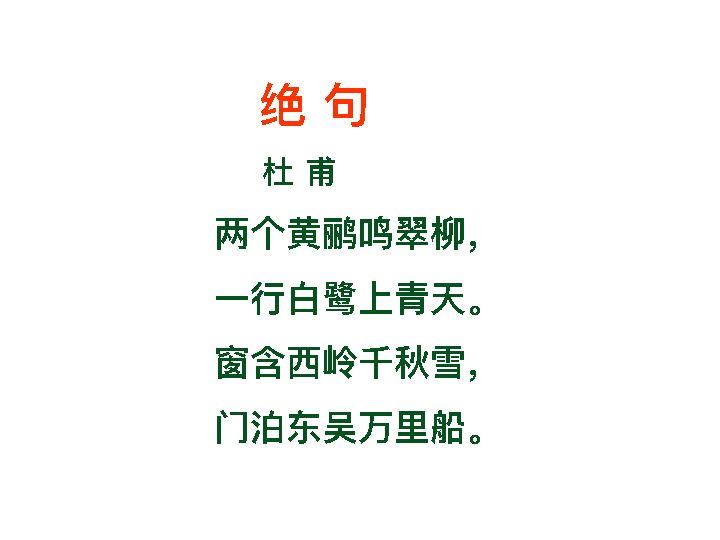 绝 句
杜 甫
两个黄鹂鸣翠柳，
一行白鹭上青天。
窗含西岭千秋雪，
门泊东吴万里船。